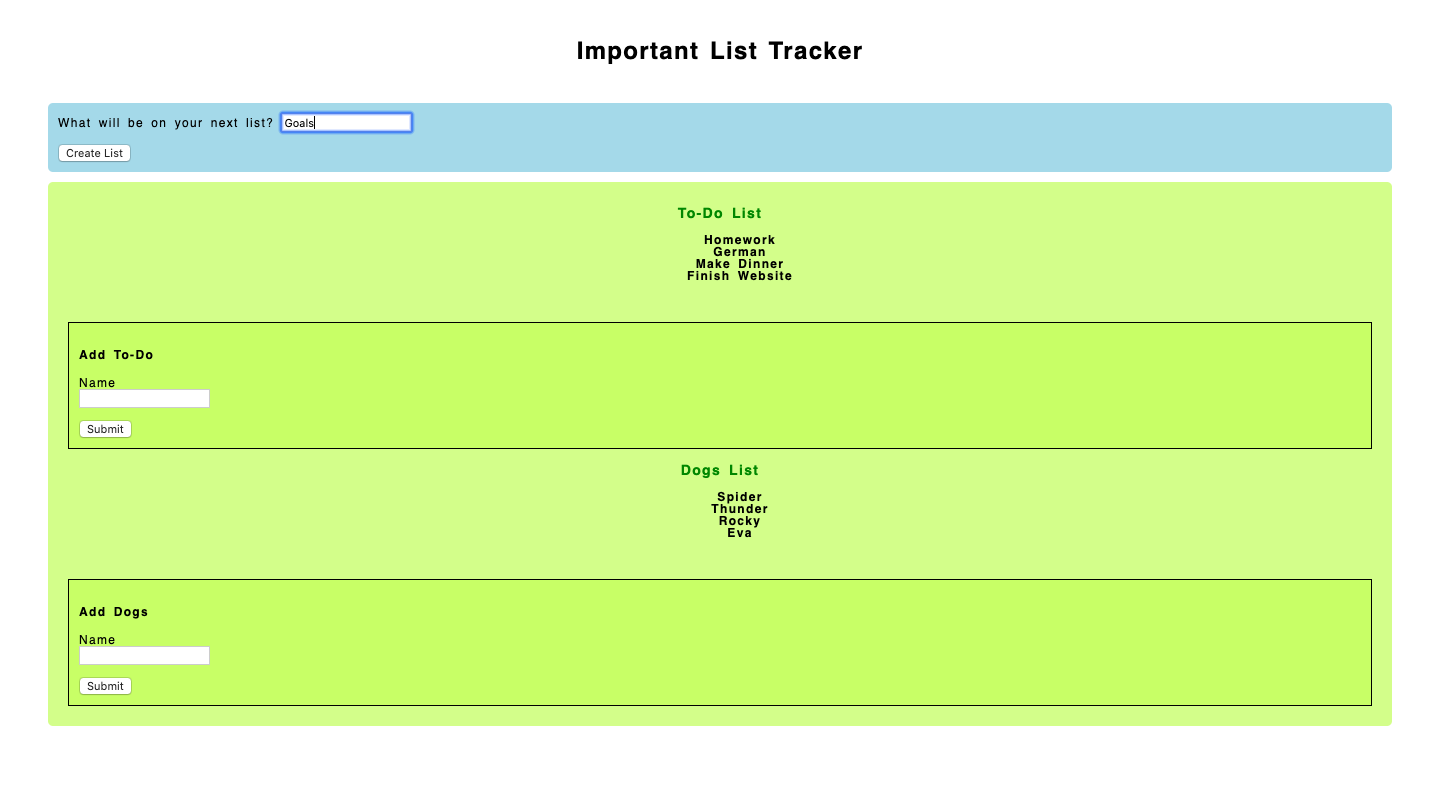 Important List Tracker
What will be on your next list? Goals
Create List
To-Do List
Homework
German
Make Dinner
Finish Website
Add To-Do
Name
Submit
Dogs List
Spider
Thunder
Rocky
Eva
Add Dogs
Name
Submit